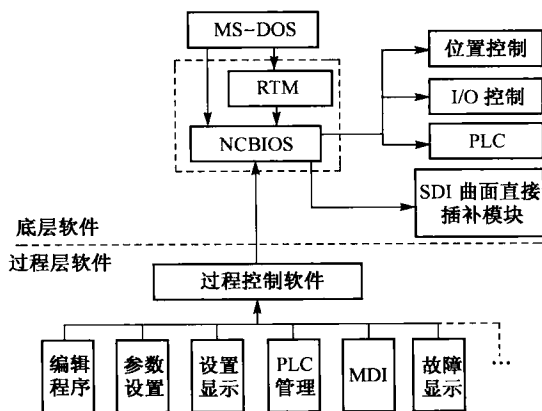 MS-DOS
RTM
NCBIOS
位置控制
I/O 控制
PLC
SDI 曲面直接
插补模块
底层软件
过程层软件
过程控制软件
编辑
程序
参数
设置
设置
显示
PLC
管理
MDI
故障
显示
…